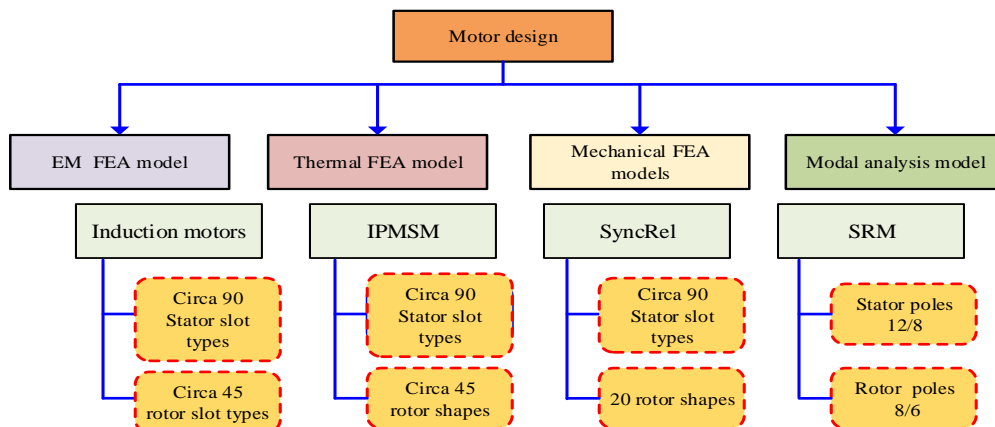 Motor design
EM FEA model
Thermal FEA model
Mechanical FEA
models
Modal analysis model
Induction motors
IPMSM
SyncRel
SRM
Circa 90
Stator slot
types
Circa 90
Stator slot
types
Circa 90
Stator slot
types
Stator poles
12/8
Circa 45
rotor slot types
Circa 45
rotor shapes
20 rotor shapes
Rotor poles
8/6